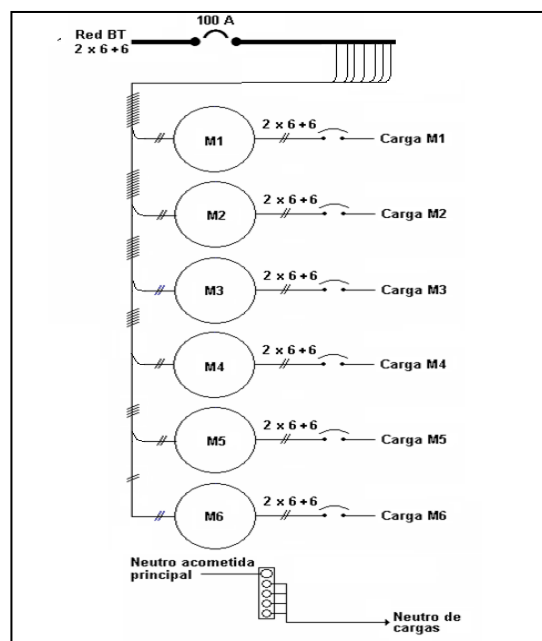 100 A
Red BT
2 x 6+6
2 x 6+6
M1
Carga M1
2 x 6+6
M2
Carga M2
2 x 6+6
M3
Carga M3
2 x 6+6
M4
Carga M4
2 x 6+6
M5
Carga M5
2 x 6+6
M6
Carga M6
Neutro acometida
principal
Neutro de
cargas